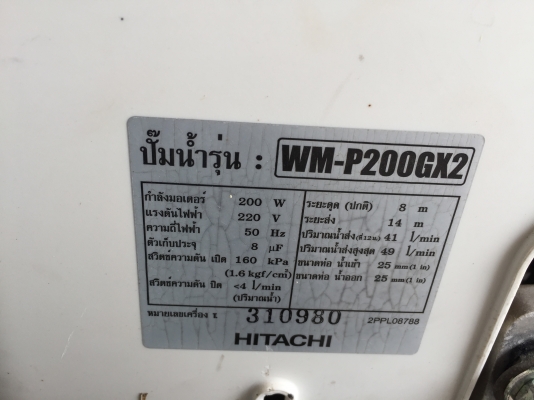 ปั๊มน้ำรุ่น : WM-P200GX2
กำลังมอเตอร์ 200 W
แรงดันไฟฟ้า 220 V
ความถี่ไฟฟ้า 50 Hz
ตัวเก็บประจุ 8 µF
สวิตช์ความดัน เปิด 160 kPa
(1.6 kgf/cm²)
สวิตช์ความดัน ปิด <4 l/min
(ปริมาณน้ำ)
ระยะดูด (ปกติ) 8 m
ระยะส่ง 14 m
ปริมาณน้ำส่ง(ที่12ม) 41 l/min
ปริมาณน้ำส่งสูงสุด 49 l/min
ขนาดท่อ น้ำเข้า 25 mm(1 in)
ขนาดท่อ น้ำออก 25 mm(1 in)
หมายเลขเครื่อง 310980
2PPL08788
HITACHI